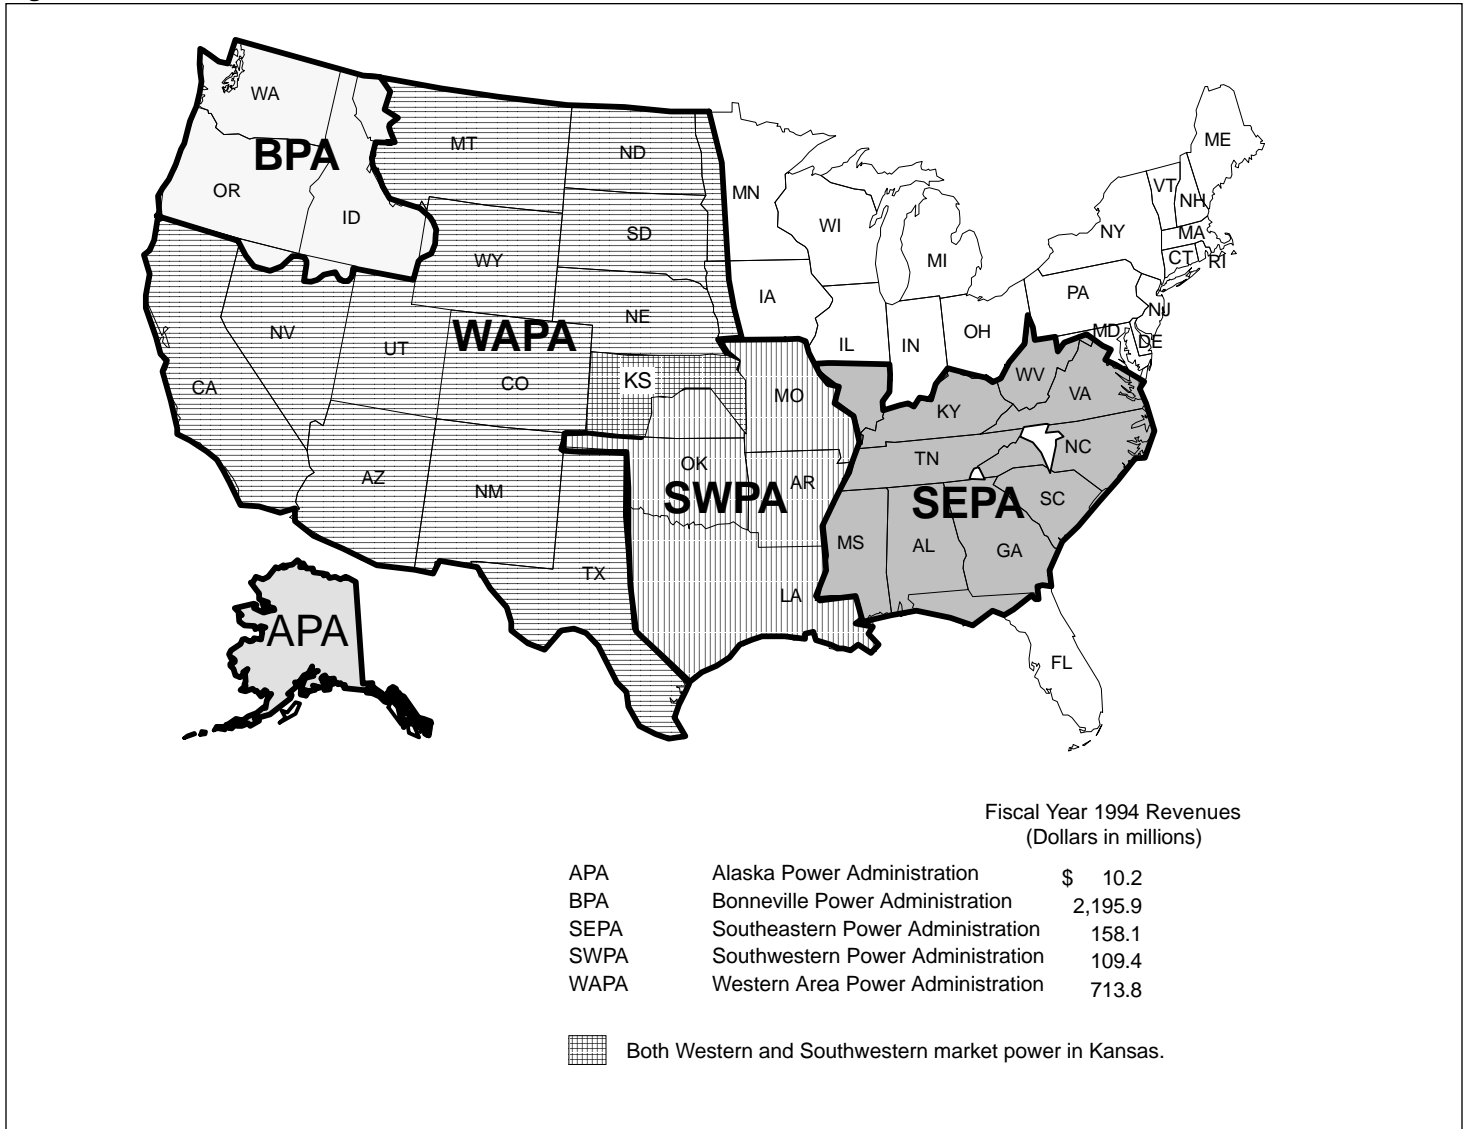 WA
BPA
OR
ID
MT
ND
MN
SD
WY
WI
MI
ME
VT
NH
NY
MA
CT
RI
IA
NE
PA
NJ
MD
DE
OH
IN
IL
NV
UT
WAPA
CO
KS
CA
MO
WV
VA
KY
NC
TN
AZ
NM
OK
SWPA
AR
SEPA
SC
MS
AL
GA
TX
LA
APA
FL
Fiscal Year 1994 Revenues
(Dollars in millions)
APA Alaska Power Administration $ 10.2
BPA Bonneville Power Administration 2,195.9
SEPA Southeastern Power Administration 158.1
SWPA Southwestern Power Administration 109.4
WAPA Western Area Power Administration 713.8
Both Western and Southwestern market power in Kansas.